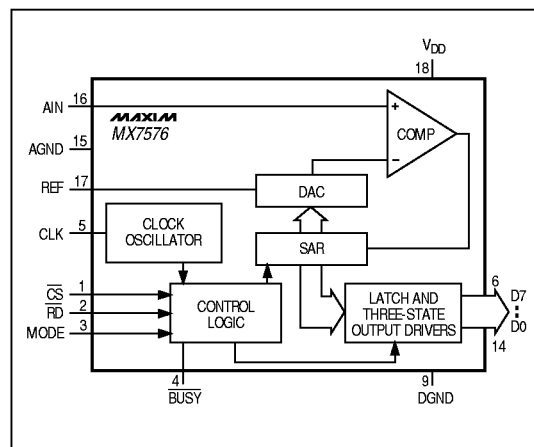 VDD
18
AIN 16
MAXIM
MX7576
+
COMP
AGND 15
−
REF 17
DAC
CLK 5
CLOCK
OSCILLATOR
SAR
CS 1
RD 2
MODE 3
CONTROL
LOGIC
LATCH AND
THREE-STATE
OUTPUT DRIVERS
6
D7
D0
14
4
BUSY
9
DGND